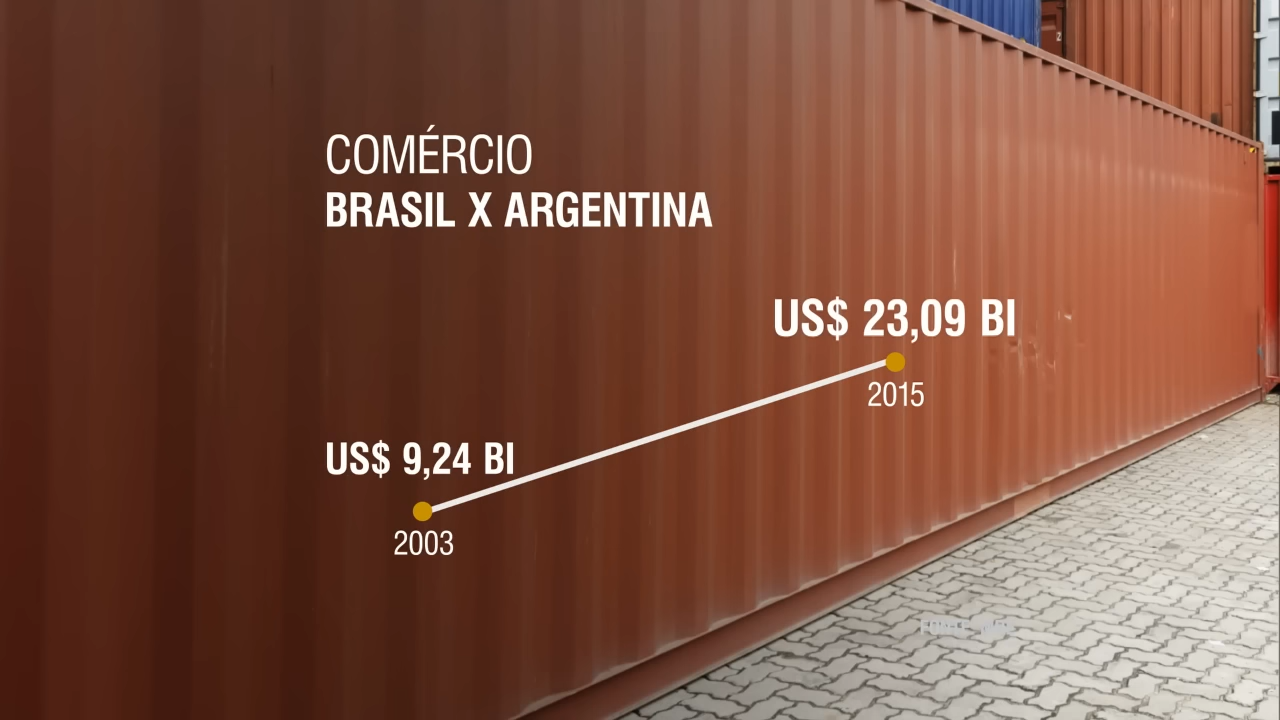 COMÉRCIO
BRASIL X ARGENTINA
US$ 23,09 BI
2015
US$ 9,24 BI
2003